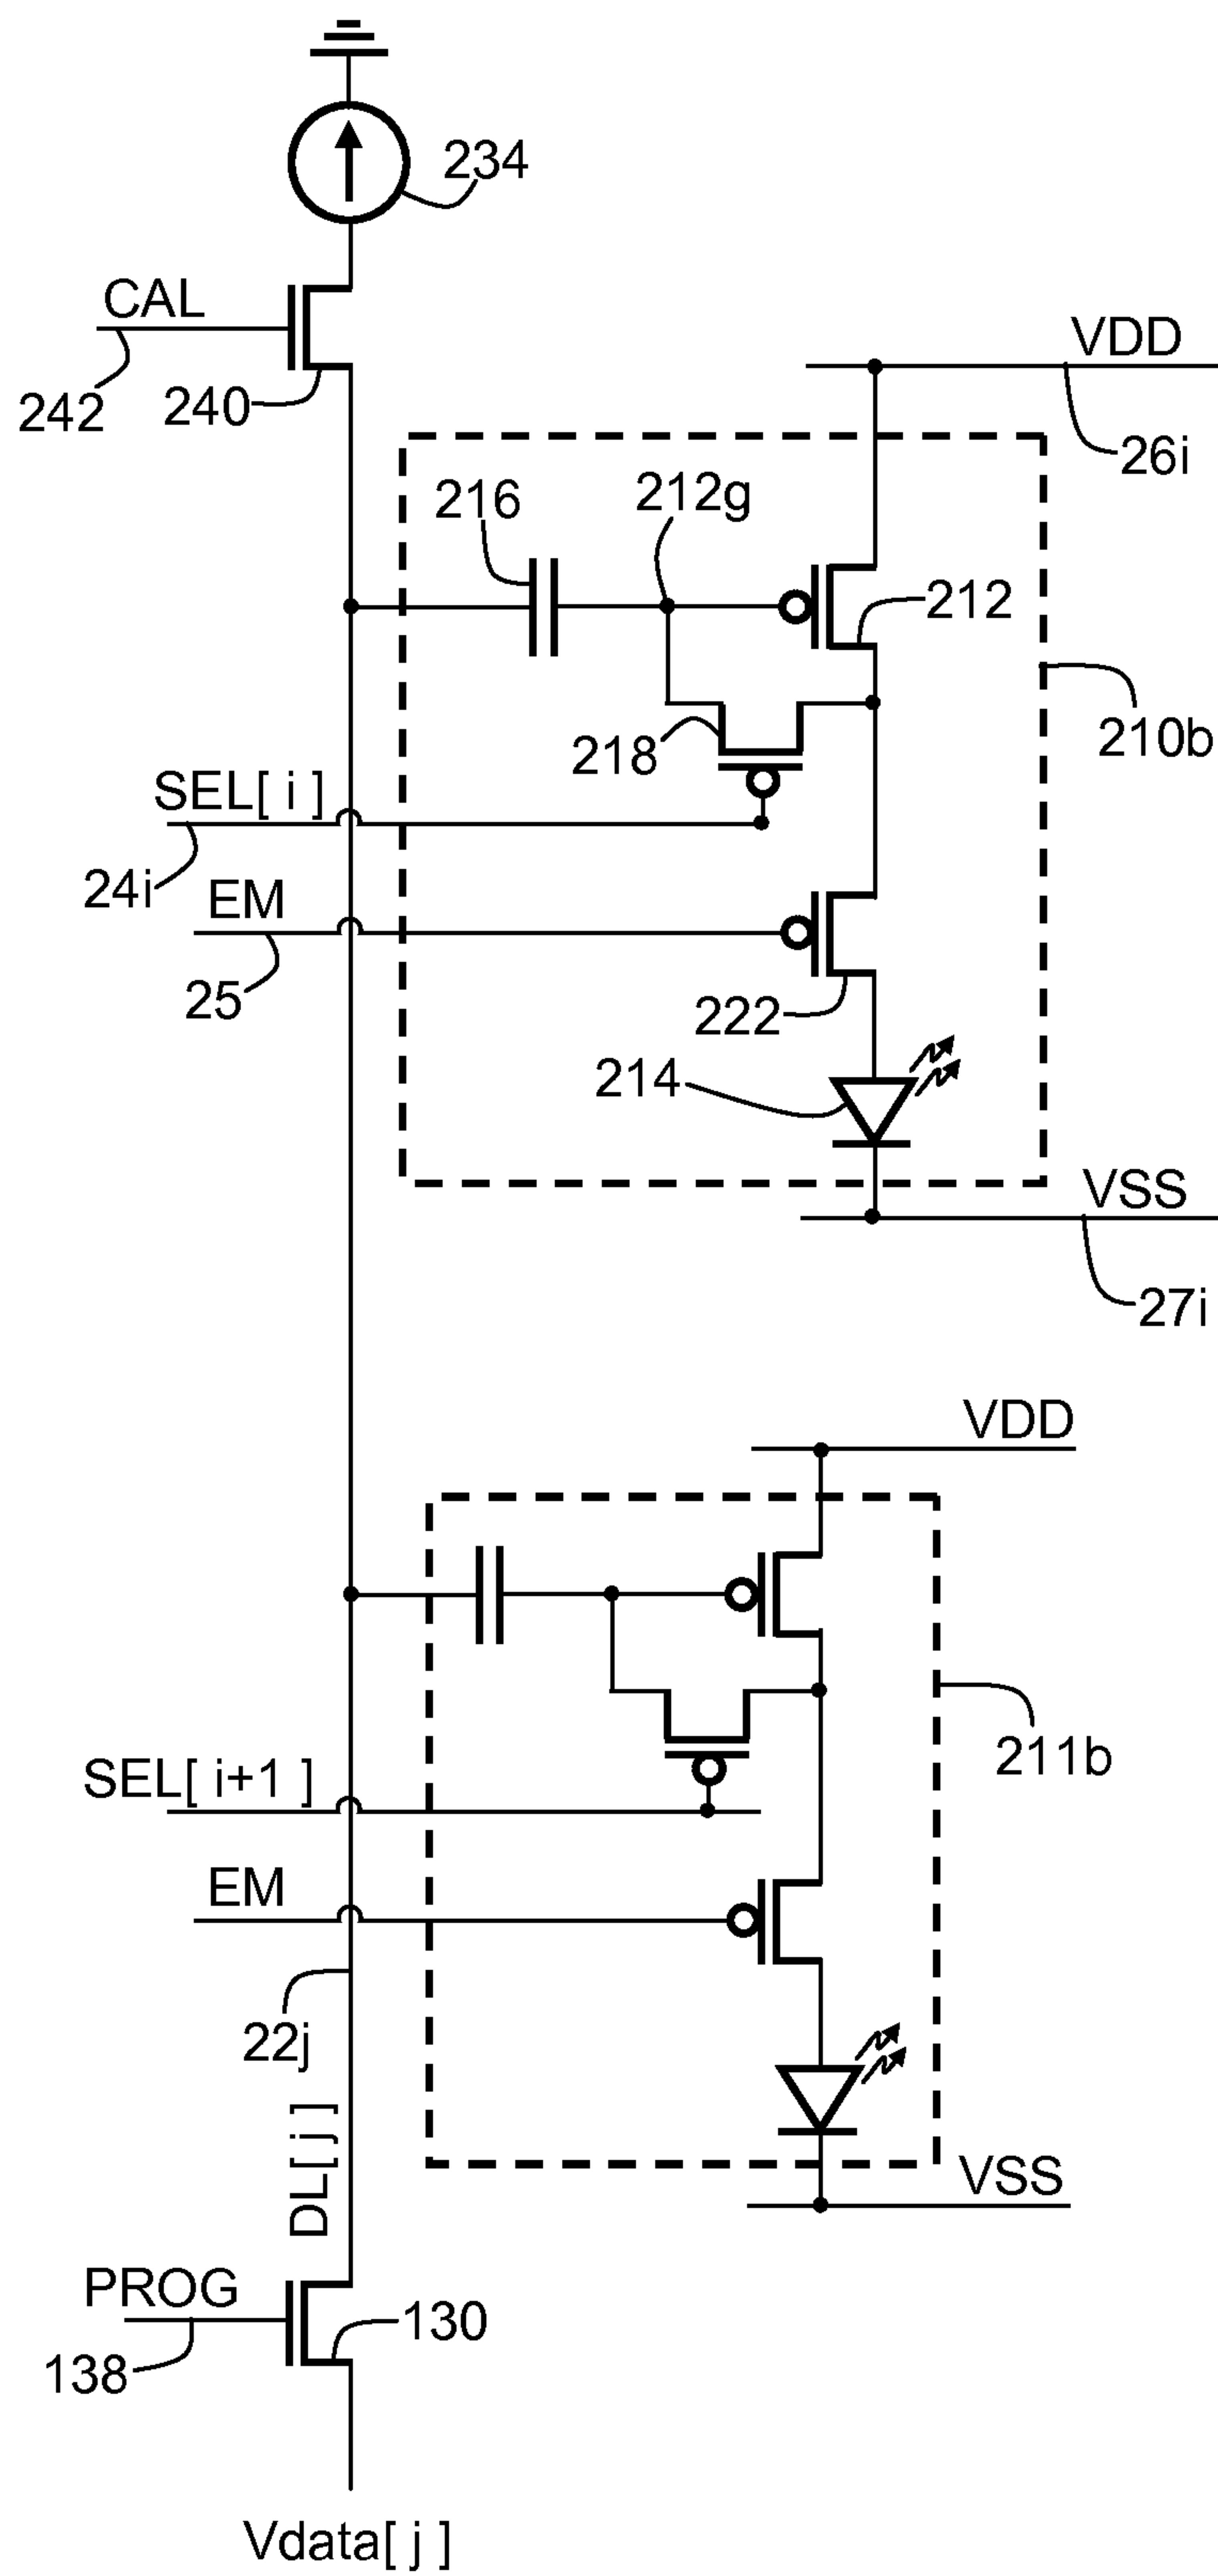 234
CAL
242
240
VDD
26i
216
212g
212
210b
218
SEL[ i ]
24i
EM
25
222
214
VSS
27i
VDD
211b
SEL[ i+1 ]
EM
22j
DL[ j ]
VSS
PROG
130
138
Vdata[ j ]